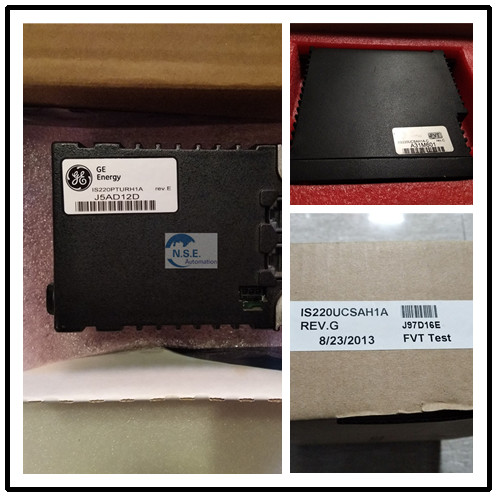 GE
Energy
IS220PTURH1A rev.E
J5AD12D
N.S.E.
Automation
A31M601
IS220UCSAH1A
REV.G J97D16E
8/23/2013 FVT Test